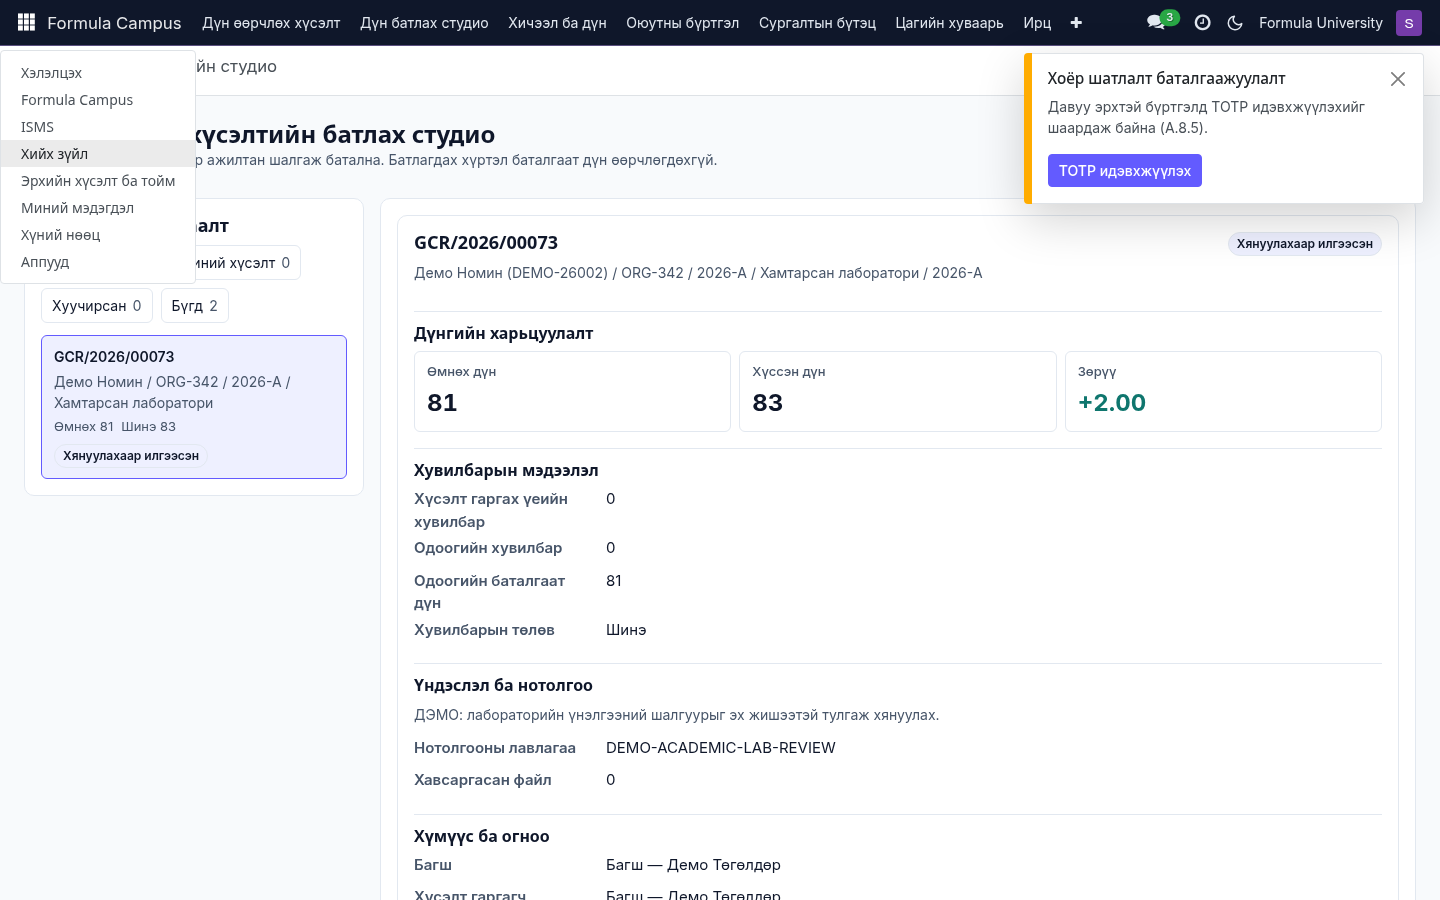 Formula Campus
Дүн өөрчлөх хүсэлт
Дүн батлах студио
Хичээл ба дүн
Оюутны бүртгэл
Сургалтын бүтэц
Цагийн хуваарь
Ирц
3
Formula University
S
Хэлэлцэх
Formula Campus
ISMS
Хийх зүйл
Эрхийн хүсэлт ба тойм
Миний мэдэгдэл
Хүний нөөц
Аппууд
йн студио
хүсэлтийн батлах студио
р ажилтан шалгаж батална. Батлагдах хүртэл баталгаат дүн өөрчлөгдөхгүй.
Хоёр шатлалт баталгаажуулалт
Давуу эрхтэй бүртгэлд TOTP идэвхжүүлэхийг
шаардаж байна (A.8.5).
TOTP идэвхжүүлэх
алт
иний хүсэлт 0
Хуучирсан 0
Бүгд 2
GCR/2026/00073
Демо Номин / ORG-342 / 2026-A /
Хамтарсан лаборатори
Өмнөх 81 Шинэ 83
Хянуулахаар илгээсэн
GCR/2026/00073
Хянуулахаар илгээсэн
Демо Номин (DEMO-26002) / ORG-342 / 2026-A / Хамтарсан лаборатори / 2026-A
Дүнгийн харьцуулалт
Өмнөх дүн
81
Хүссэн дүн
83
Зөрүү
+2.00
Хувилбарын мэдээлэл
Хүсэлт гаргах үеийн
хувилбар
0
Одоогийн хувилбар
0
Одоогийн баталгаат
дүн
81
Хувилбарын төлөв
Шинэ
Үндэслэл ба нотолгоо
ДЭМО: лабораторийн үнэлгээний шалгуурыг эх жишээтэй тулгаж хянуулах.
Нотолгооны лавлагаа
DEMO-ACADEMIC-LAB-REVIEW
Хавсаргасан файл
0
Хүмүүс ба огноо
Багш
Багш — Демо Төгөлдөр
Хүсэлт гаргагч
Багш — Демо Төгөлдөр